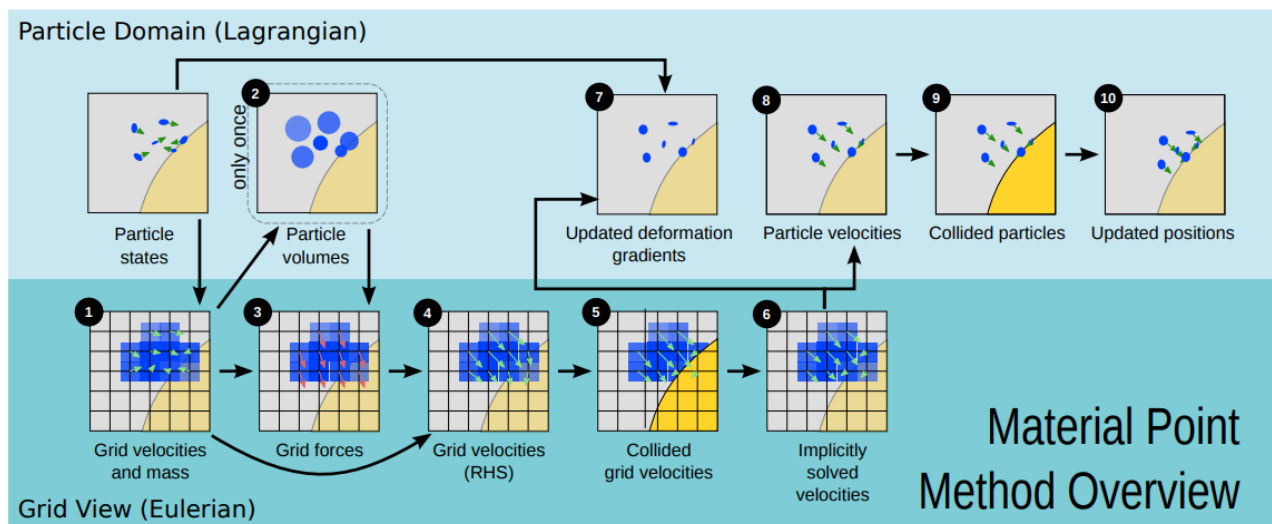 Particle Domain (Lagrangian)
2
7
8
9
10
only once
Particle
states
Particle
volumes
Updated deformation
gradients
Particle velocities
Collided particles
Updated positions
1
3
4
5
6
Grid velocities
and mass
Grid forces
Grid velocities
(RHS)
Collided
grid velocities
Implicitly
solved
velocities
Material Point
Method Overview
Grid View (Eulerian)